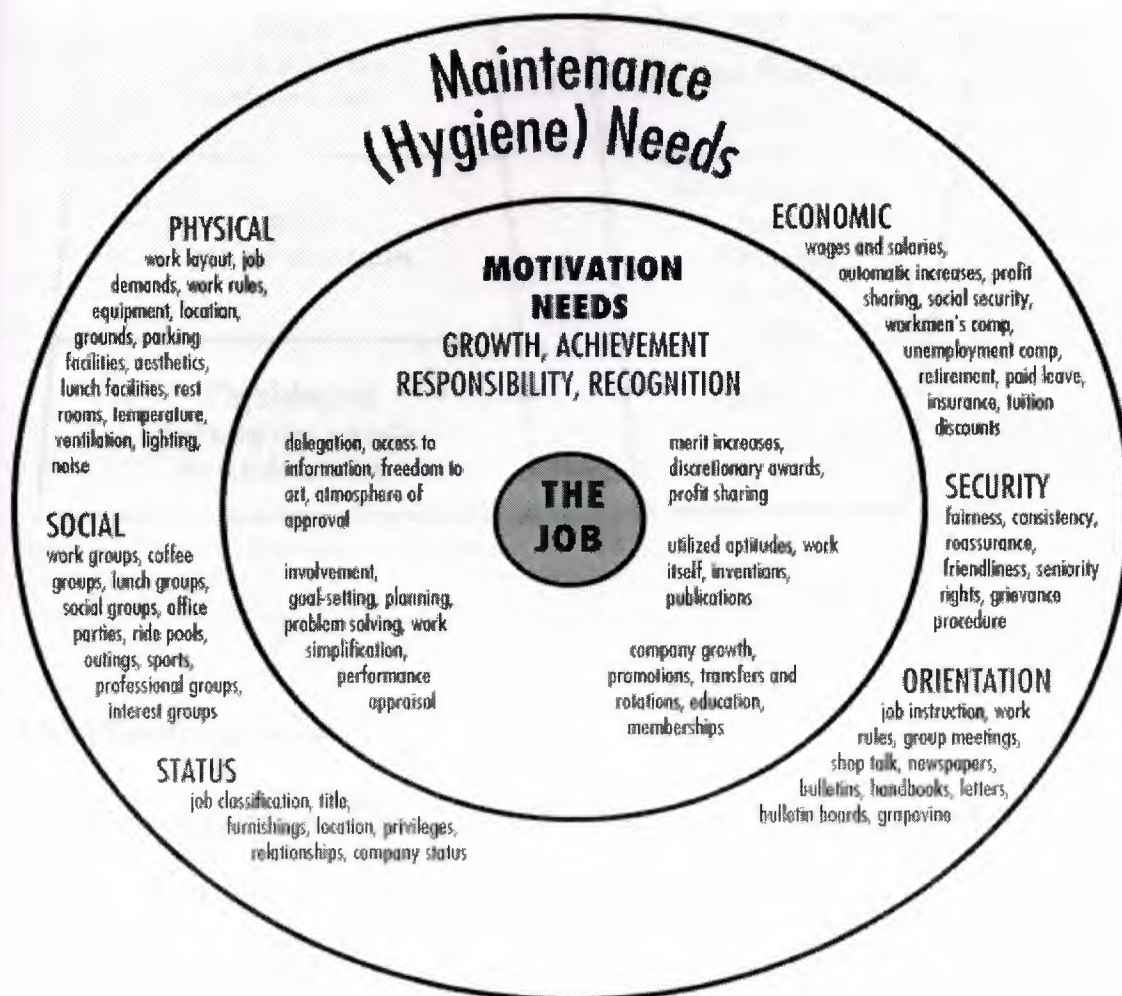 Maintenance
(Hygiene) Needs
PHYSICAL
work layout, job
demands, work rules,
equipment, location,
grounds, parking
facilities, aesthetics,
lunch facilities, rest
rooms, temperature,
ventilation, lighting,
noise
ECONOMIC
wages and salaries,
automatic increases, profit
sharing, social security,
workmen's comp,
unemployment comp,
retirement, paid leave,
insurance, tuition
discounts
MOTIVATION
NEEDS
GROWTH, ACHIEVEMENT
RESPONSIBILITY, RECOGNITION
delegation, access to
information, freedom to
act, atmosphere of
approval
involvement,
goal-setting, planning,
problem solving, work
simplification,
performance
appraisal
THE
JOB
merit increases,
discretionary awards,
profit sharing
utilized aptitudes, work
itself, inventions,
publications
company growth,
promotions, transfers and
rotations, education,
memberships
SOCIAL
work groups, coffee
groups, lunch groups,
social groups, office
parties, ride pools,
outings, sports,
professional groups,
interest groups
SECURITY
fairness, consistency,
reassurance,
friendliness, seniority
rights, grievance
procedure
STATUS
job classification, title,
furnishings, location, privileges,
relationships, company status
ORIENTATION
job instruction, work
rules, group meetings,
shop talk, newspapers,
bulletins, handbooks, letters,
bulletin boards, grapevine